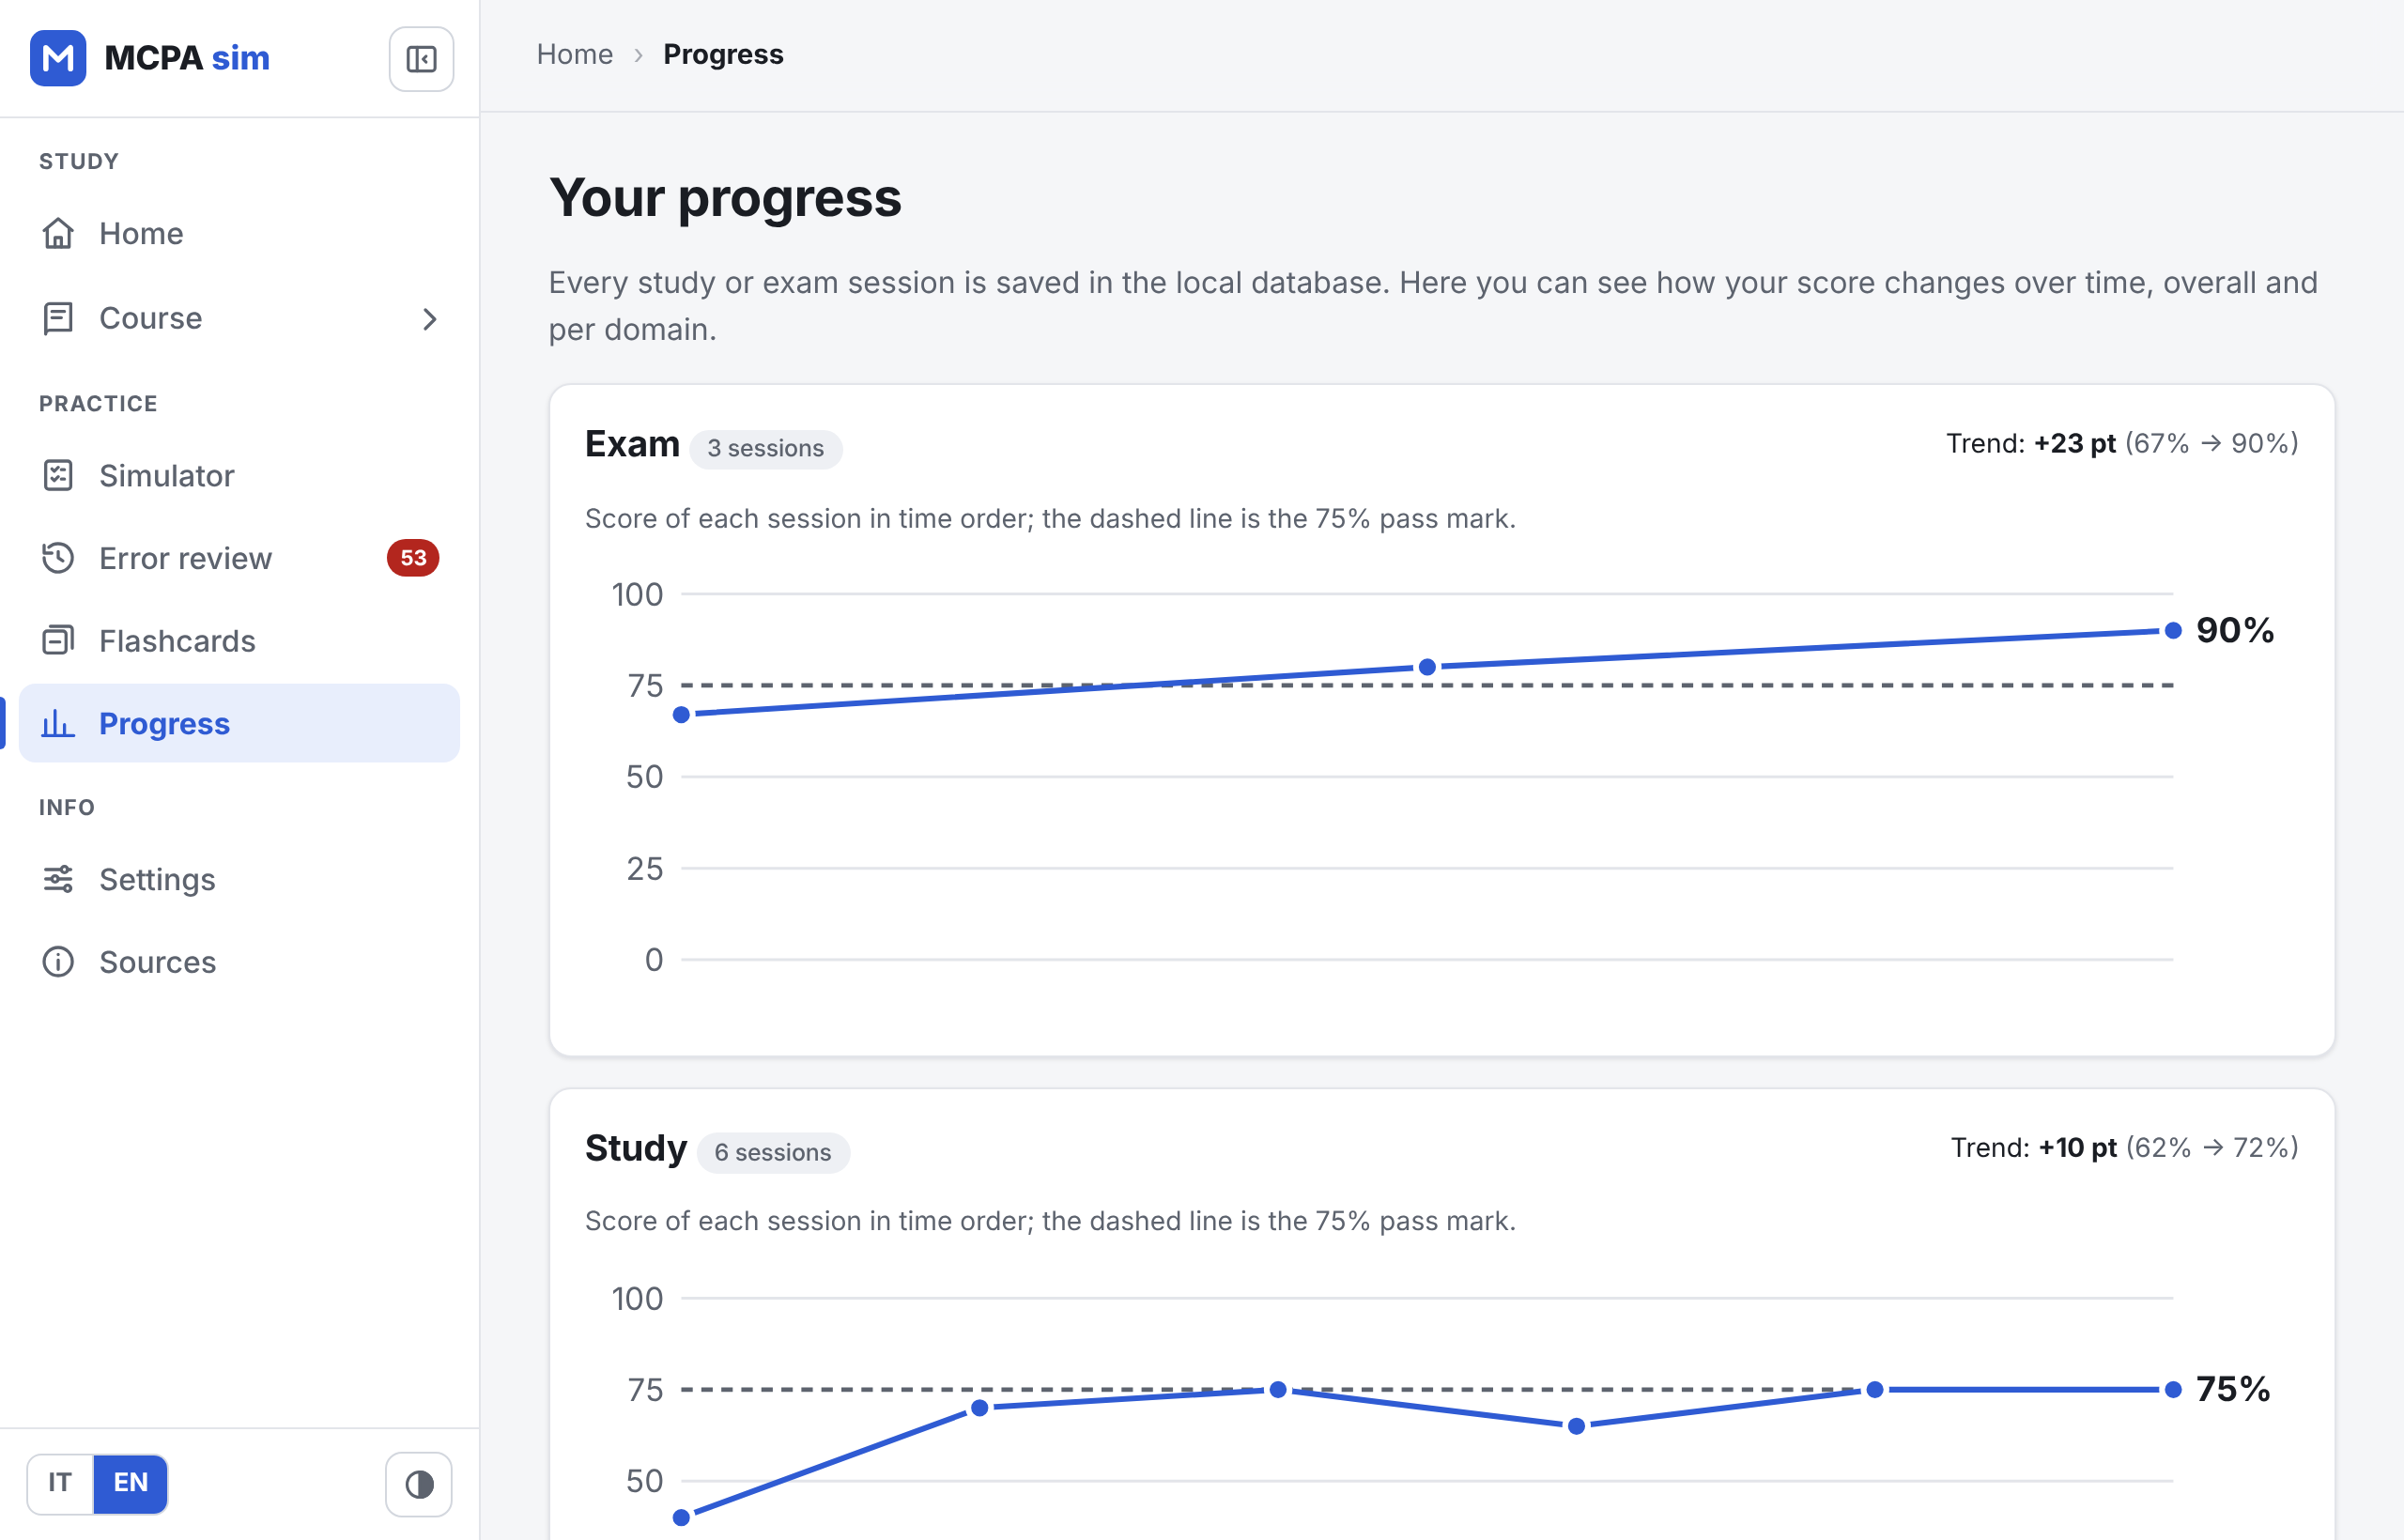 MCPA sim
STUDY
Home
Course
PRACTICE
Simulator
Error review 53
Flashcards
Progress
INFO
Settings
Sources
IT EN
Home › Progress
Your progress
Every study or exam session is saved in the local database. Here you can see how your score changes over time, overall and
per domain.
Exam 3 sessions
Trend: +23 pt (67% → 90%)
Score of each session in time order; the dashed line is the 75% pass mark.
100
90%
75
50
25
0
Study 6 sessions
Trend: +10 pt (62% → 72%)
Score of each session in time order; the dashed line is the 75% pass mark.
100
75
75%
50